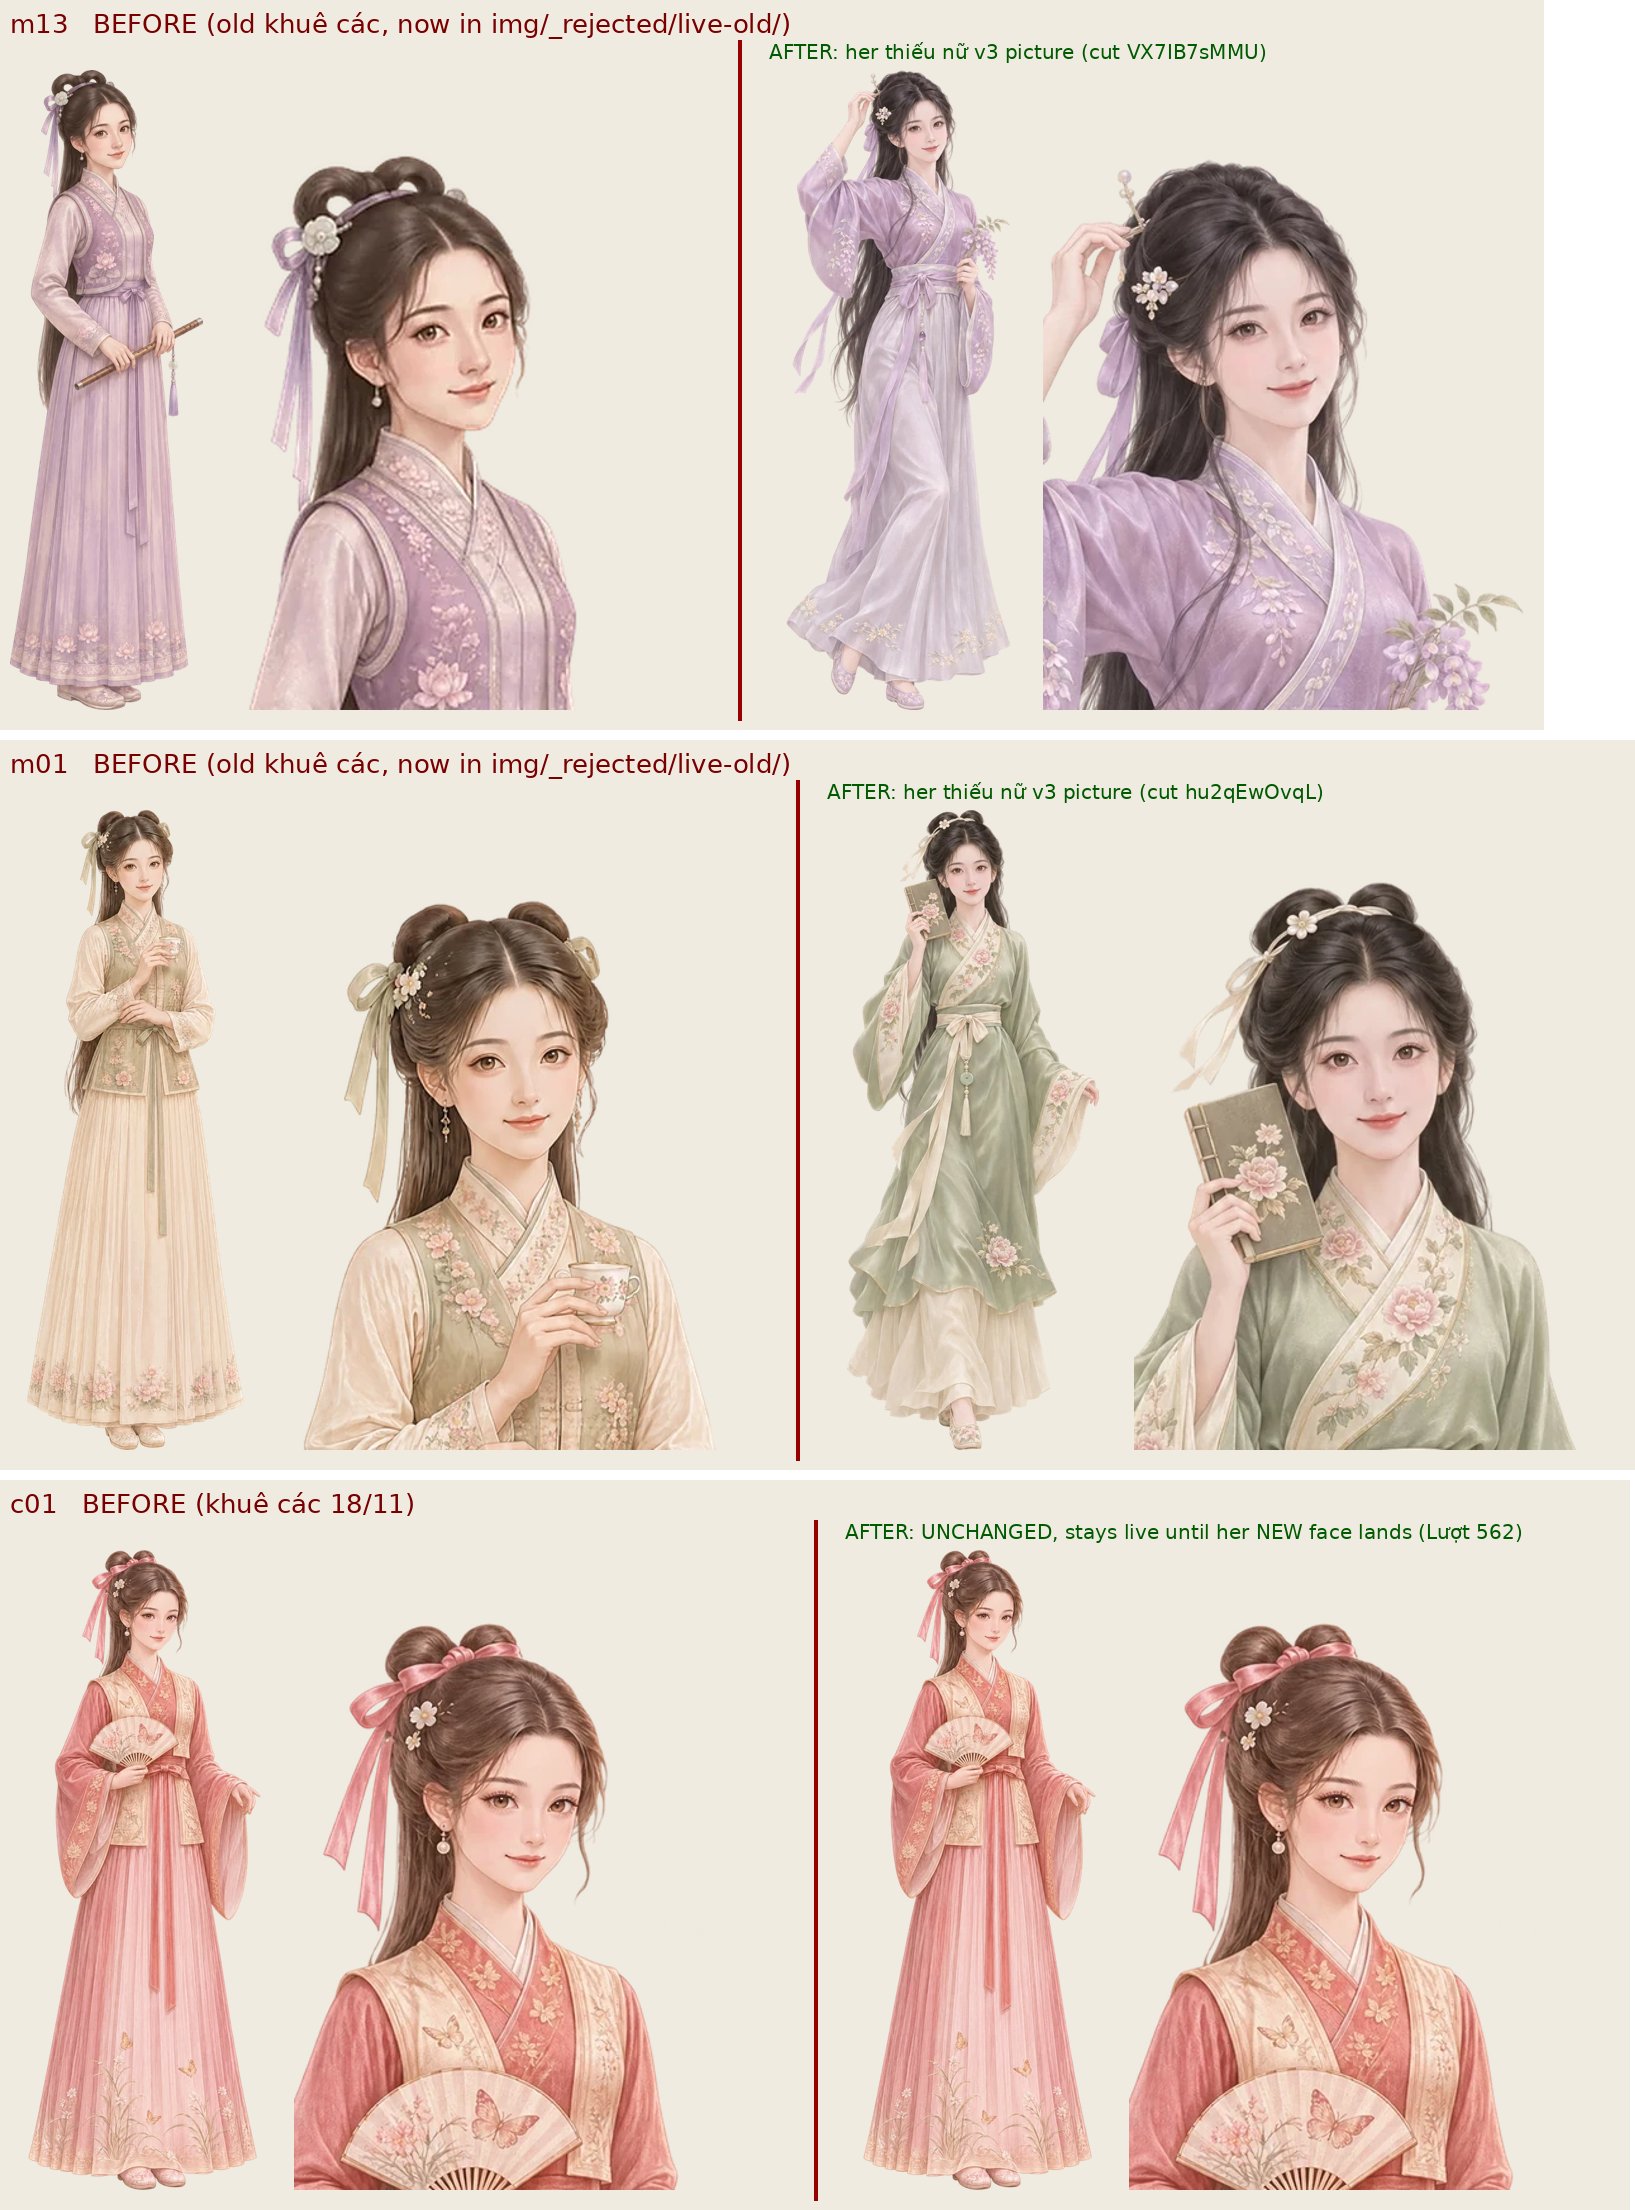 m13 BEFORE (old khuê các, now in img/_rejected/live-old/)
AFTER: her thiếu nữ v3 picture (cut VX7IB7sMMU)
m01 BEFORE (old khuê các, now in img/_rejected/live-old/)
AFTER: her thiếu nữ v3 picture (cut hu2qEwOvqL)
c01 BEFORE (khuê các 18/11)
AFTER: UNCHANGED, stays live until her NEW face lands (Lượt 562)